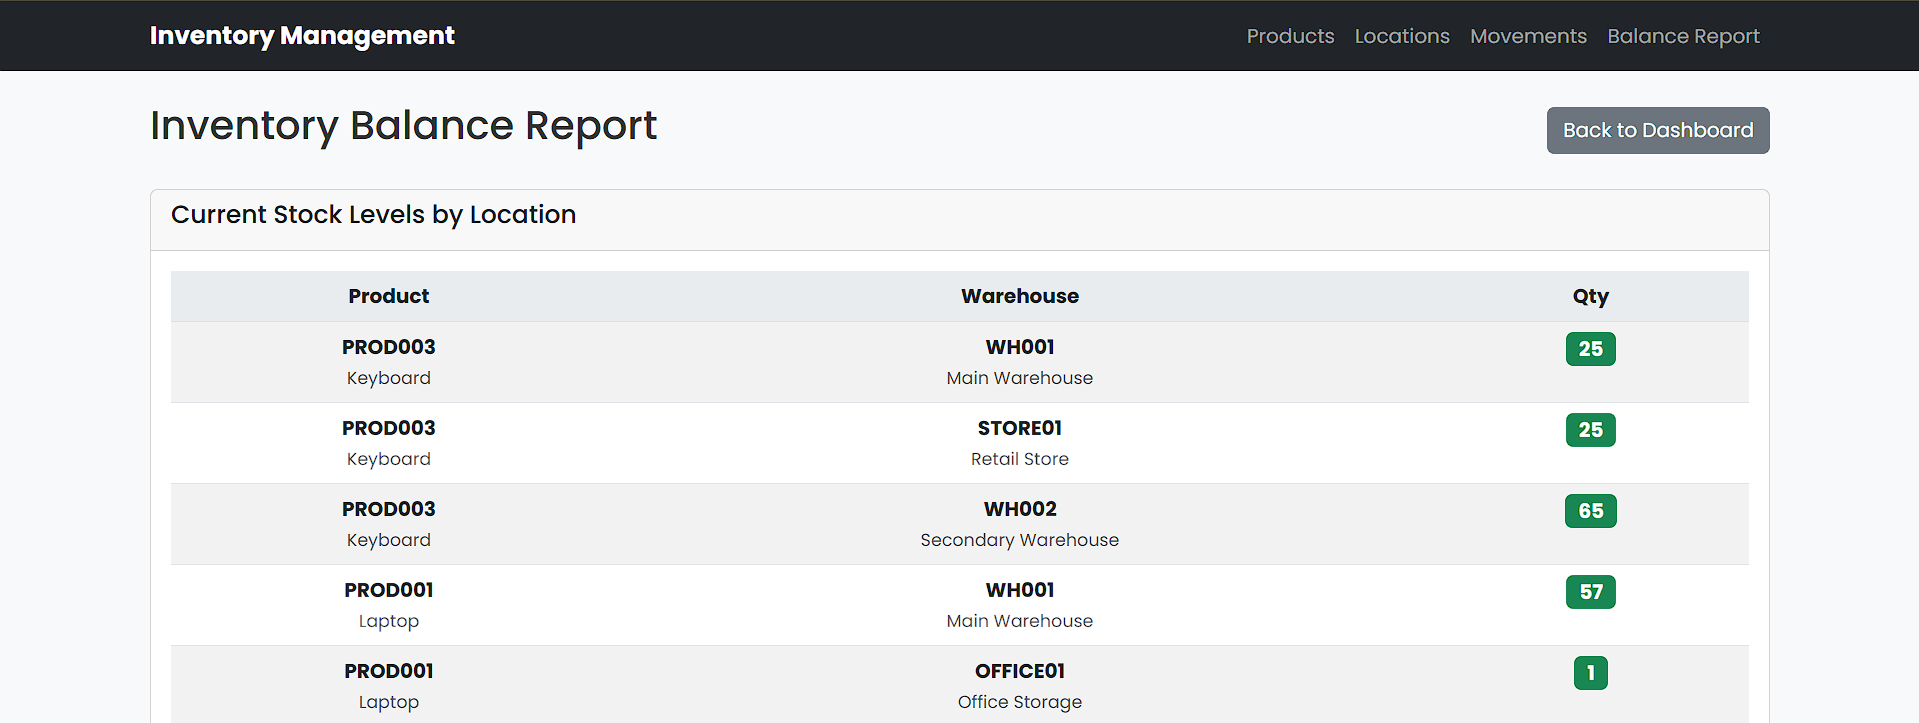 Inventory Management Products Locations Movements Balance Report
Inventory Balance Report Back to Dashboard
Current Stock Levels by Location
Product Warehouse Qty
PROD003 WH001 25
Keyboard Main Warehouse
PROD003 STORE01 25
Keyboard Retail Store
PROD003 WH002 65
Keyboard Secondary Warehouse
PROD001 WH001 57
Laptop Main Warehouse
PROD001 OFFICE01 1
Laptop Office Storage